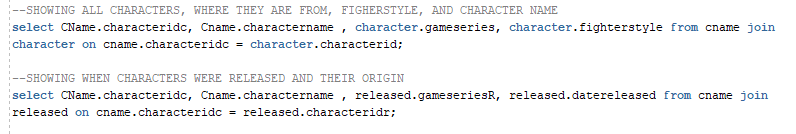 --SHOWING ALL CHARACTERS, WHERE THEY ARE FROM, FIGHERSTYLE, AND CHARACTER NAME
select CName.characteridc, Cname.charactername , character.gameseries, character.fighterstyle from cname join
character on cname.characteridc = character.characterid;
--SHOWING WHEN CHARACTERS WERE RELEASED AND THEIR ORIGIN
select CName.characteridc, Cname.charactername , released.gameseriesR, released.datereleased from cname join
released on cname.characteridc = released.characteridr;